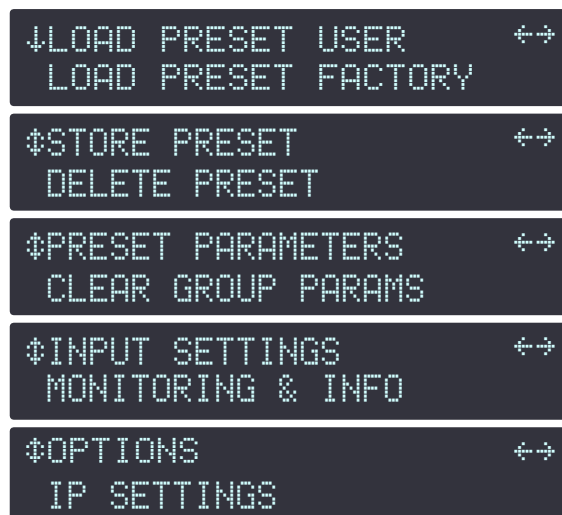 ↓LOAD PRESET USER ←→
LOAD PRESET FACTORY
↕STORE PRESET ←→
DELETE PRESET
↕PRESET PARAMETERS ←→
CLEAR GROUP PARAMS
↕INPUT SETTINGS ←→
MONITORING & INFO
↕OPTIONS ←→
IP SETTINGS